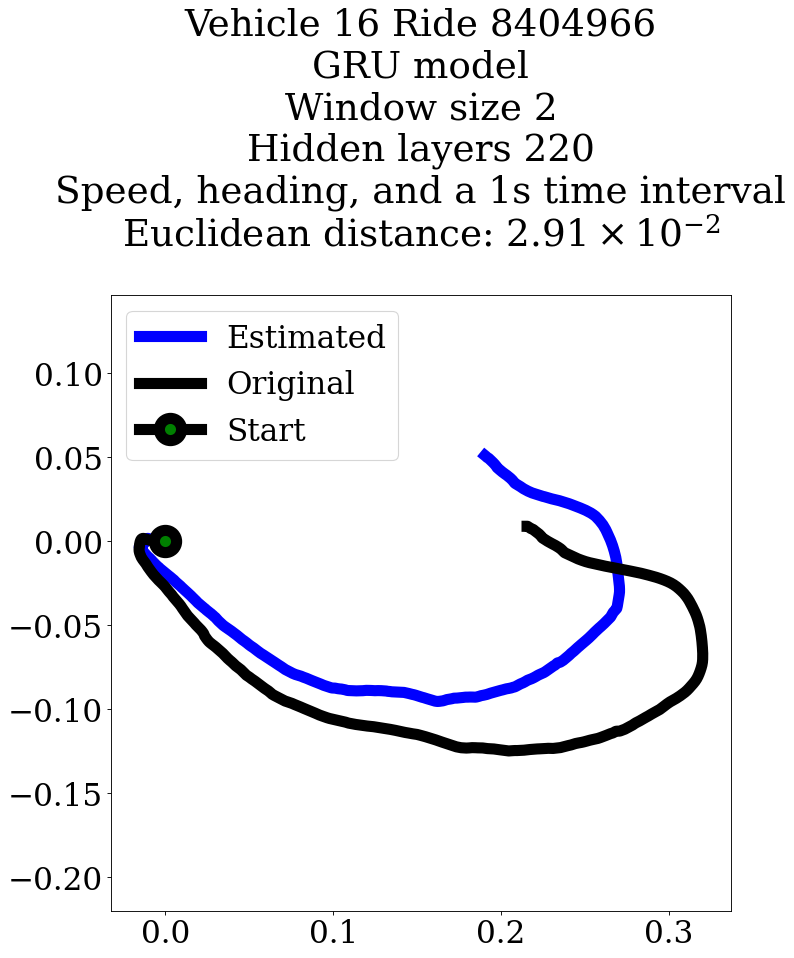 Vehicle 16 Ride 8404966
GRU model
Window size 2
Hidden layers 220
Speed, heading, and a 1s time interval
Euclidean distance: 2.91 × 10⁻²
Estimated
Original
Start
0.10
0.05
0.00
−0.05
−0.10
−0.15
−0.20
0.0 0.1 0.2 0.3